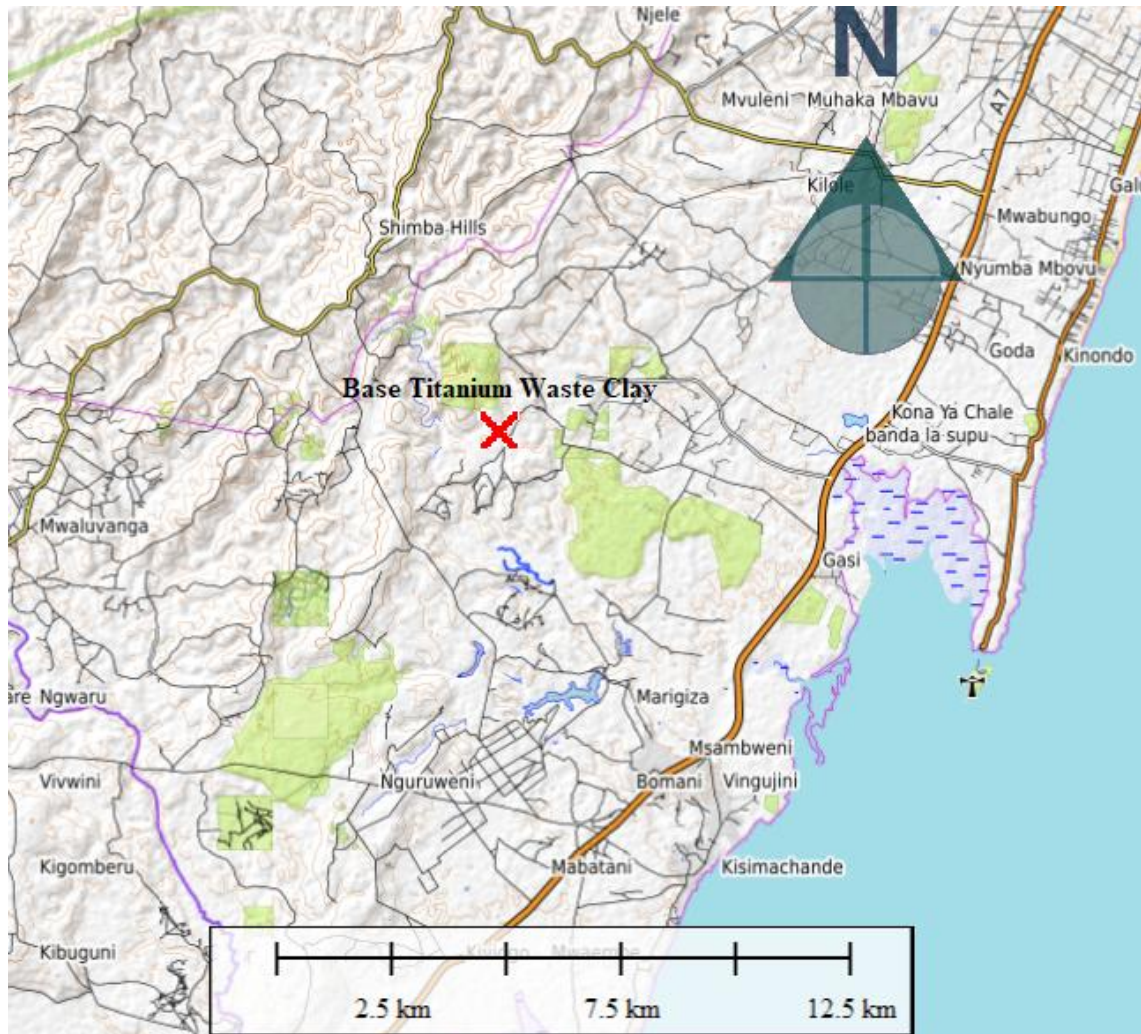 Njele
N
Mvuleni Muhaka Mbavu
A7
Kilole
Gal
Mwabungo
Shimba Hills
Nyumba Mbovu
Goda
Kinondo
Base Titanium Waste Clay
Kona Ya Chale
banda la supu
Mwaluvanga
Gasi
are Ngwaru
Marigiza
Msambweni
Vivwini
Nguruweni
Bomani
Vingujini
Kigomberu
Mabatani
Kisimachande
Kibuguni
2.5 km
7.5 km
12.5 km